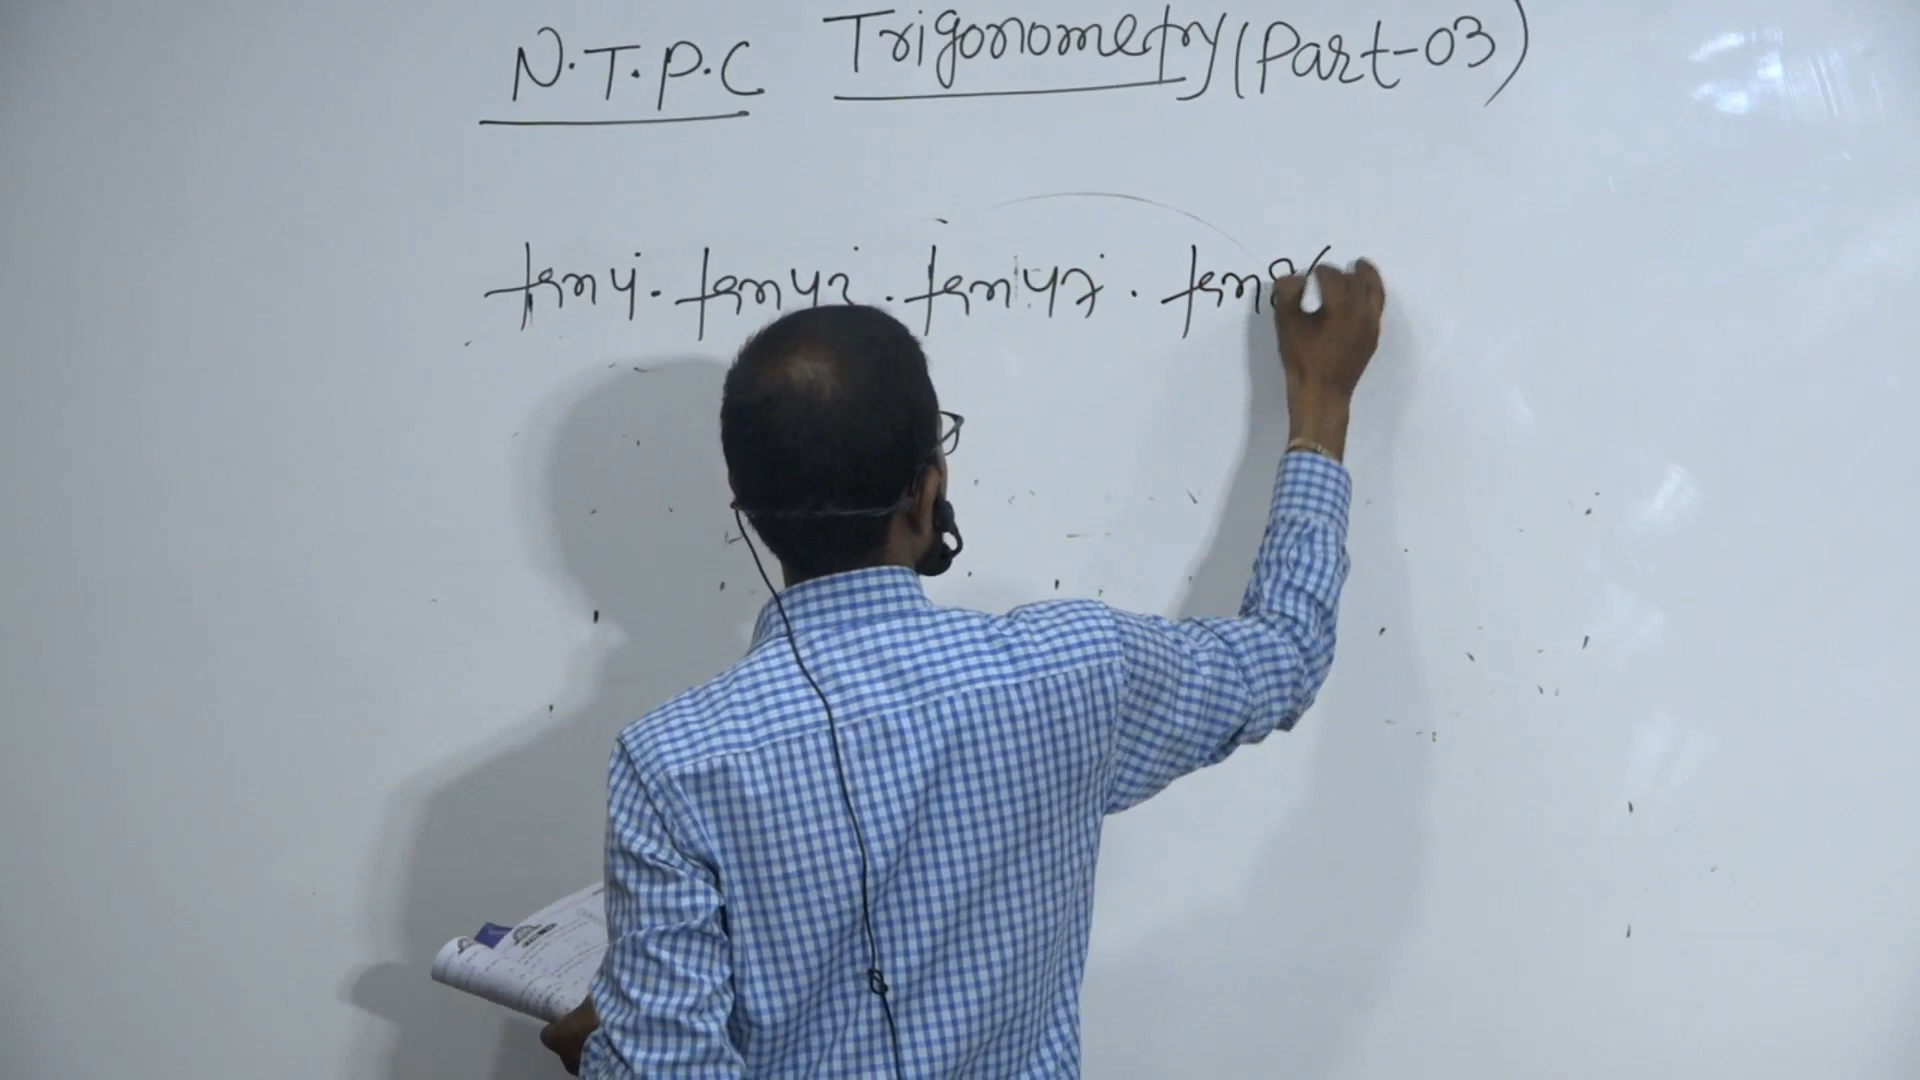 N.T.P.C Trigonometry (Part-03)
tan4°. tan43°. tan47°. tan8